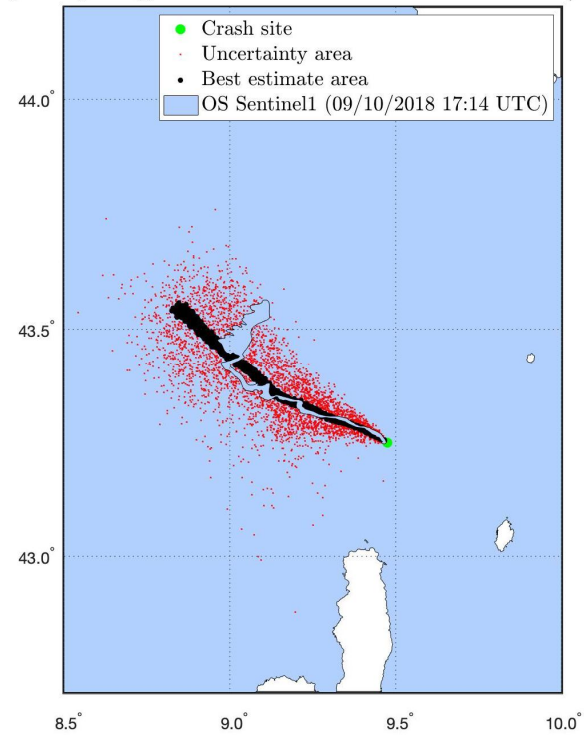 Crash site
Uncertainty area
Best estimate area
OS Sentinel1 (09/10/2018 17:14 UTC)
44.0°
43.5°
43.0°
8.5° 9.0° 9.5° 10.0°